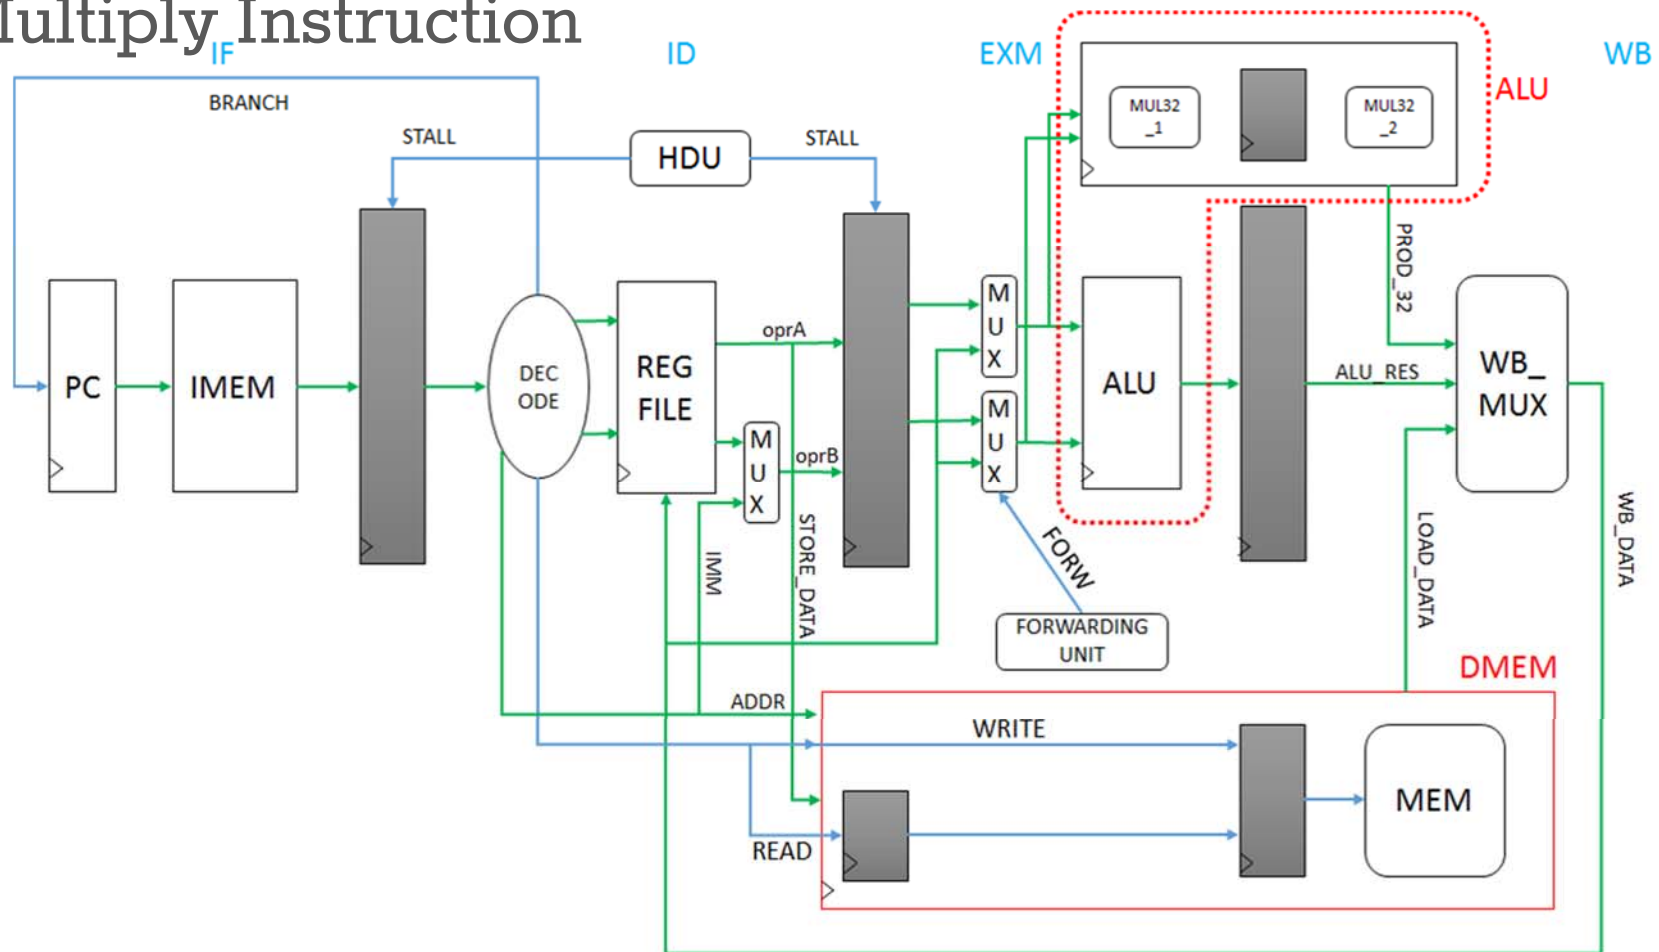 Multiply Instruction
IF
ID
EXM
WB
ALU
BRANCH
STALL
HDU
STALL
MUL32
_1
MUL32
_2
PC
IMEM
DEC
ODE
REG
FILE
oprA
oprB
M
U
X
IMM
STORE_DATA
M
U
X
M
U
X
ALU
FORW
FORWARDING
UNIT
PROD_32
ALU_RES
WB_
MUX
LOAD_DATA
WB_DATA
DMEM
ADDR
WRITE
READ
MEM